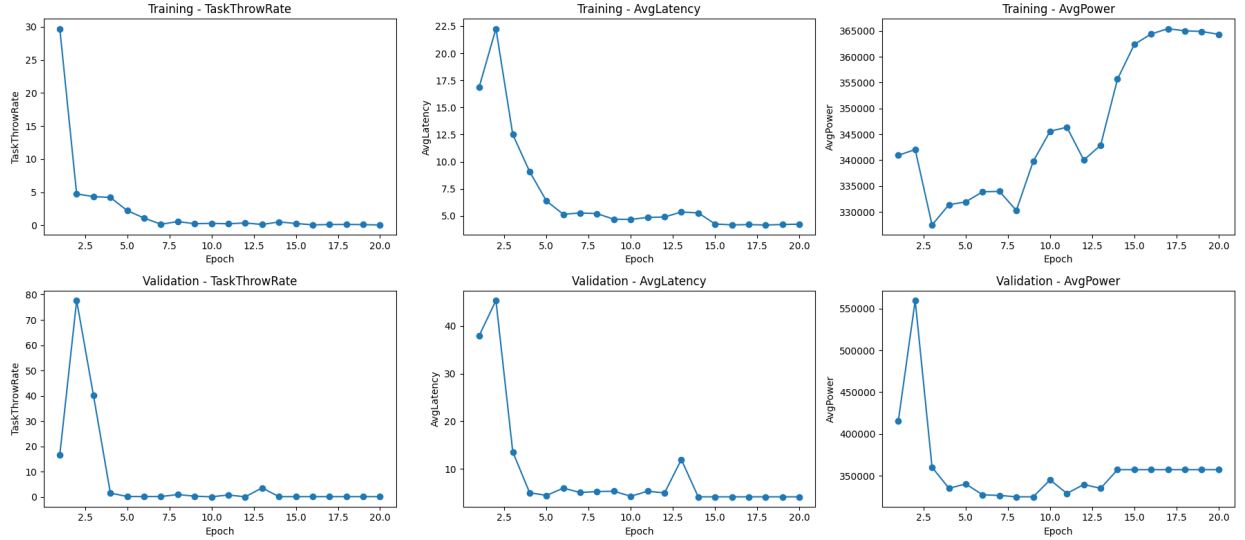 Training - TaskThrowRate
TaskThrowRate
30
25
20
15
10
5
0
2.5 5.0 7.5 10.0 12.5 15.0 17.5 20.0
Epoch
Training - AvgLatency
AvgLatency
22.5
20.0
17.5
15.0
12.5
10.0
7.5
5.0
2.5 5.0 7.5 10.0 12.5 15.0 17.5 20.0
Epoch
Training - AvgPower
AvgPower
365000
360000
355000
350000
345000
340000
335000
330000
2.5 5.0 7.5 10.0 12.5 15.0 17.5 20.0
Epoch
Validation - TaskThrowRate
TaskThrowRate
80
70
60
50
40
30
20
10
0
2.5 5.0 7.5 10.0 12.5 15.0 17.5 20.0
Epoch
Validation - AvgLatency
AvgLatency
40
30
20
10
2.5 5.0 7.5 10.0 12.5 15.0 17.5 20.0
Epoch
Validation - AvgPower
AvgPower
550000
500000
450000
400000
350000
2.5 5.0 7.5 10.0 12.5 15.0 17.5 20.0
Epoch